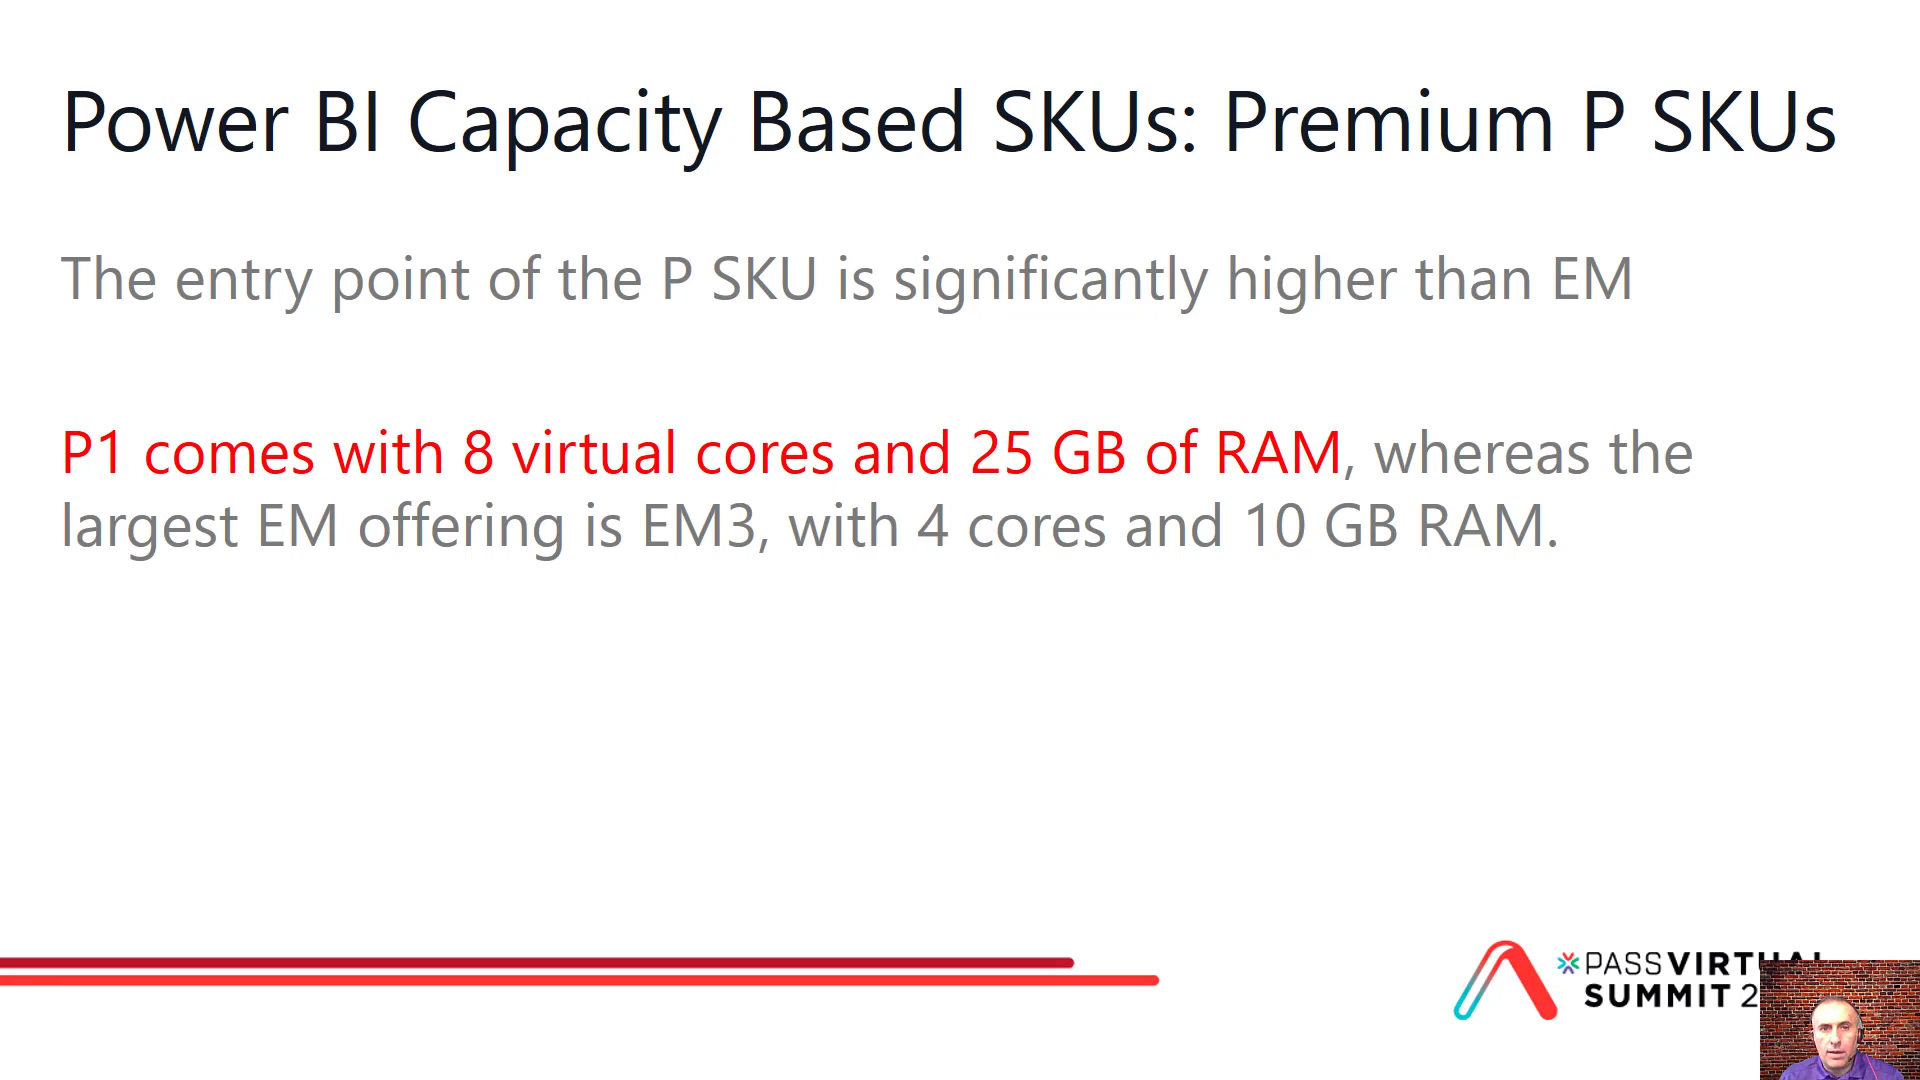 Power BI Capacity Based SKUs: Premium P SKUs
The entry point of the P SKU is significantly higher than EM
P1 comes with 8 virtual cores and 25 GB of RAM, whereas the
largest EM offering is EM3, with 4 cores and 10 GB RAM.
PASS VIRTUAL
SUMMIT 2